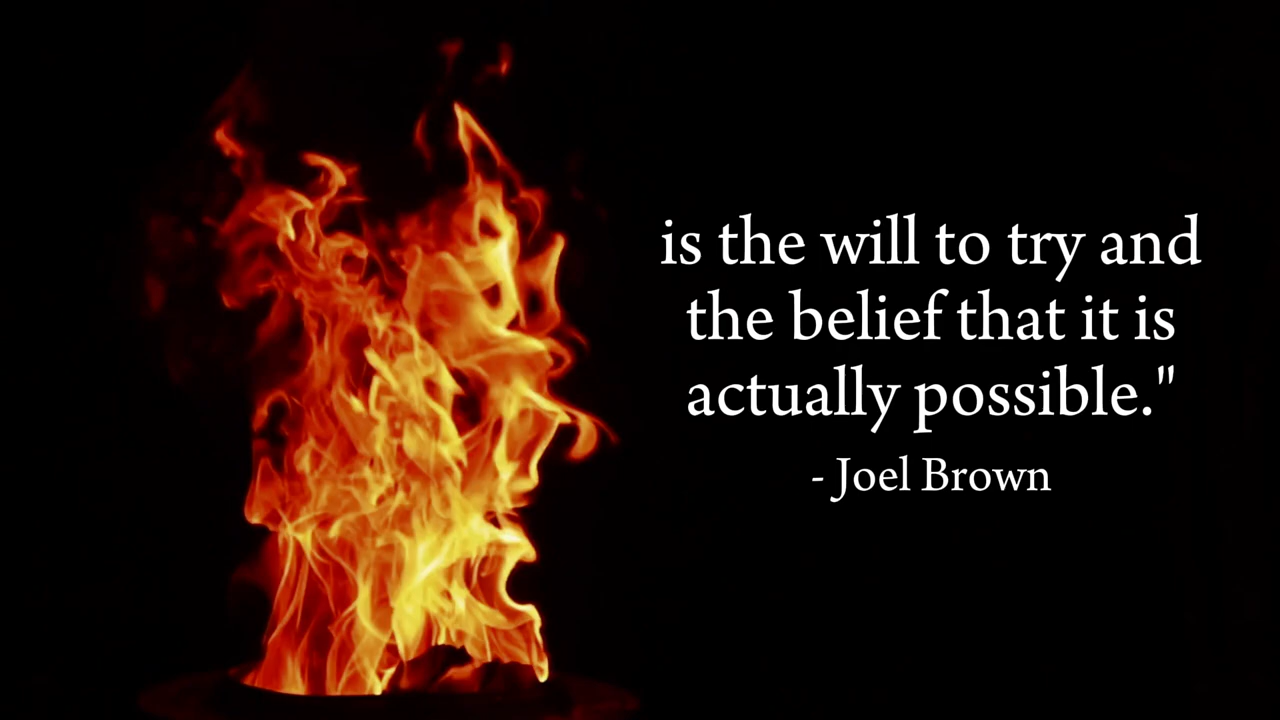 is the will to try and
the belief that it is
actually possible."
- Joel Brown